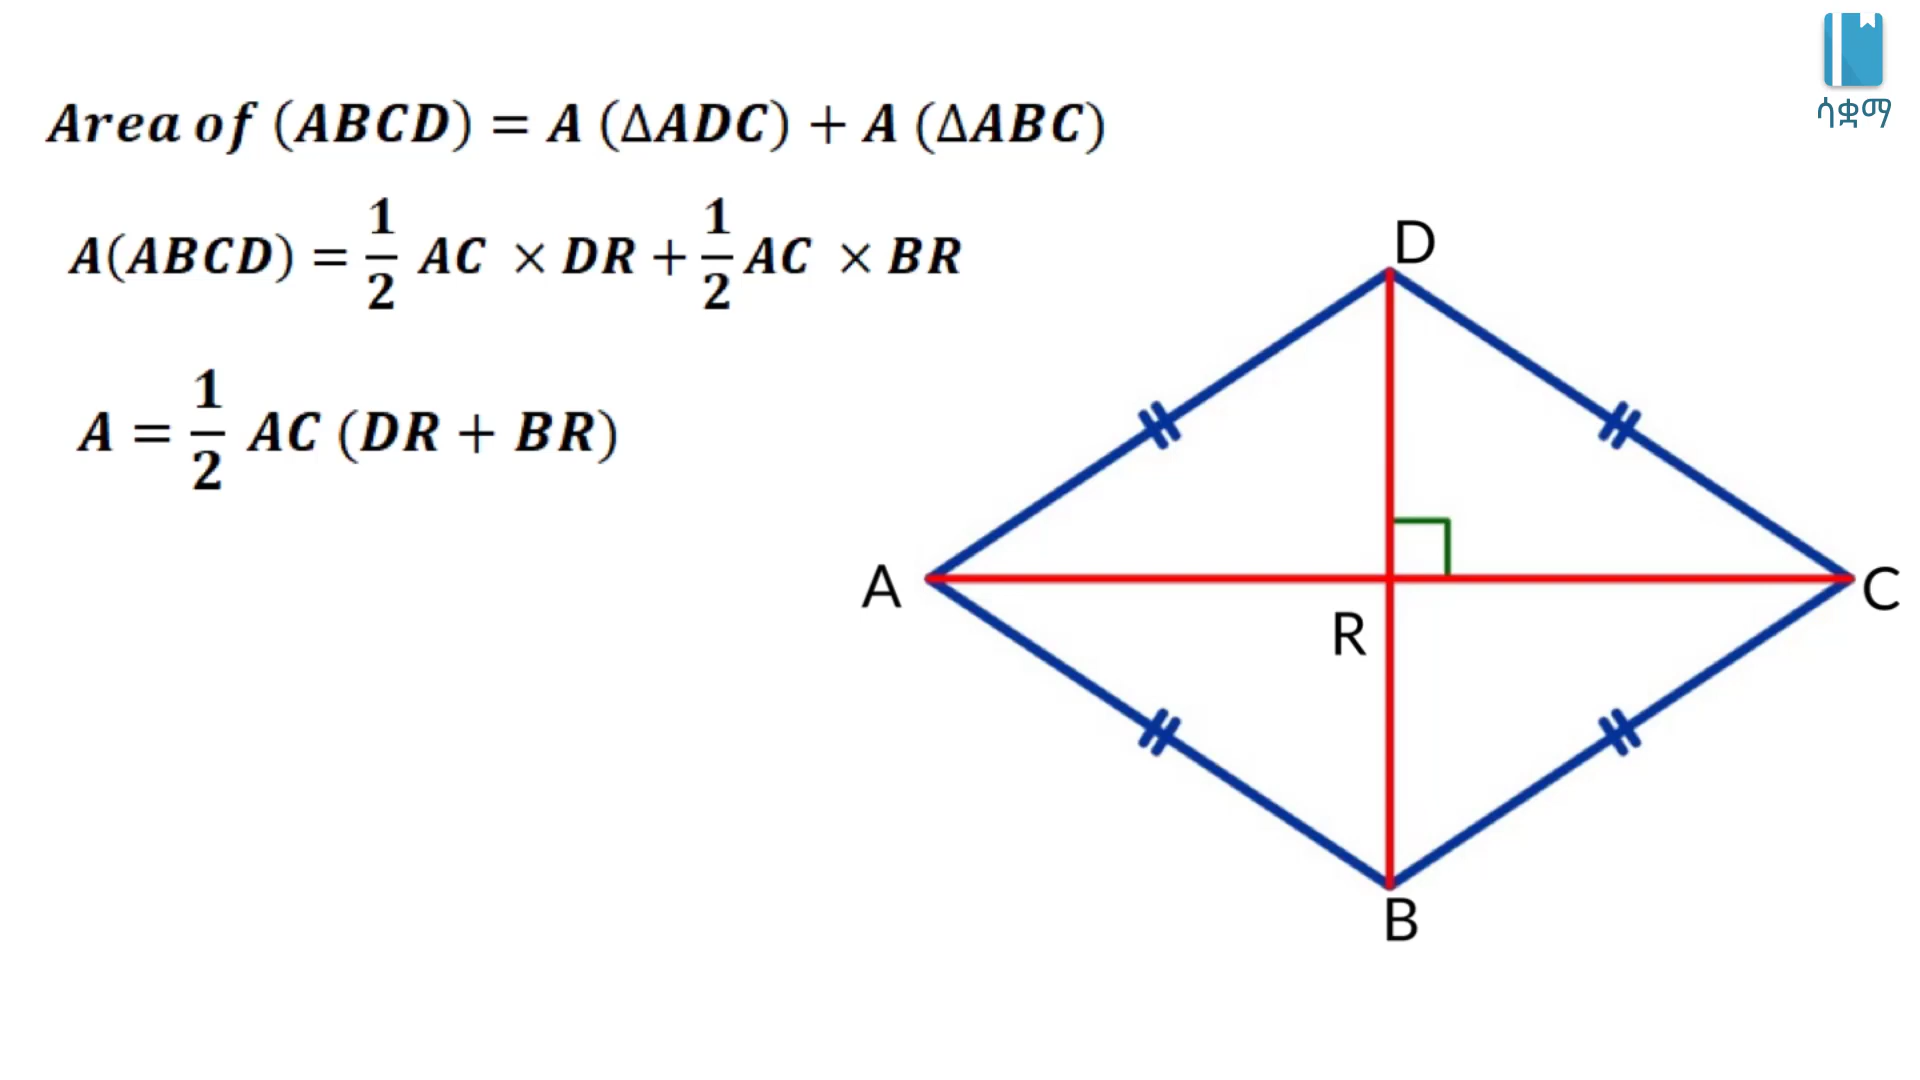 ሳቋማ
Area of (ABCD) = A (ΔADC) + A (ΔABC)
A(ABCD) = 1/2 AC × DR + 1/2 AC × BR
A = 1/2 AC (DR + BR)
D
A
C
R
B